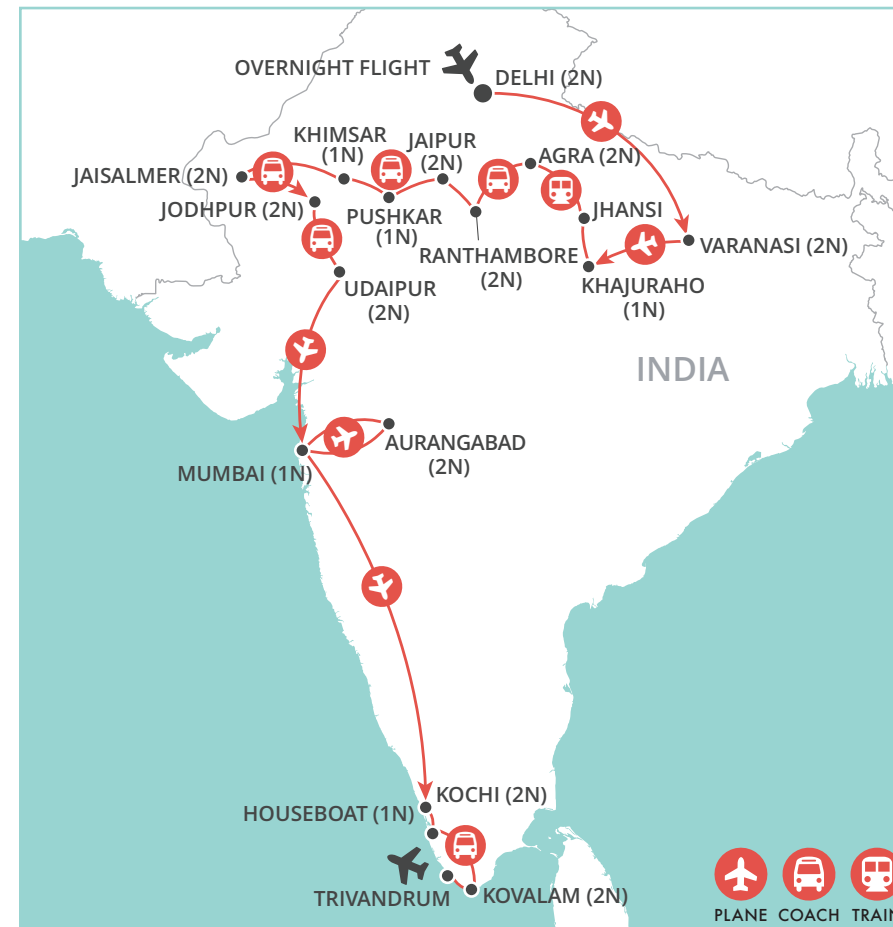 OVERNIGHT FLIGHT
DELHI (2N)
KHIMSAR
(1N)
JAIPUR
(2N)
AGRA (2N)
JAISALMER (2N)
JODHPUR (2N)
PUSHKAR
(1N)
JHANSI
RANTHAMBORE
(2N)
VARANASI (2N)
KHAJURAHO
(1N)
UDAIPUR
(2N)
INDIA
AURANGABAD
(2N)
MUMBAI (1N)
KOCHI (2N)
HOUSEBOAT (1N)
TRIVANDRUM
KOVALAM (2N)
PLANE COACH TRAIN